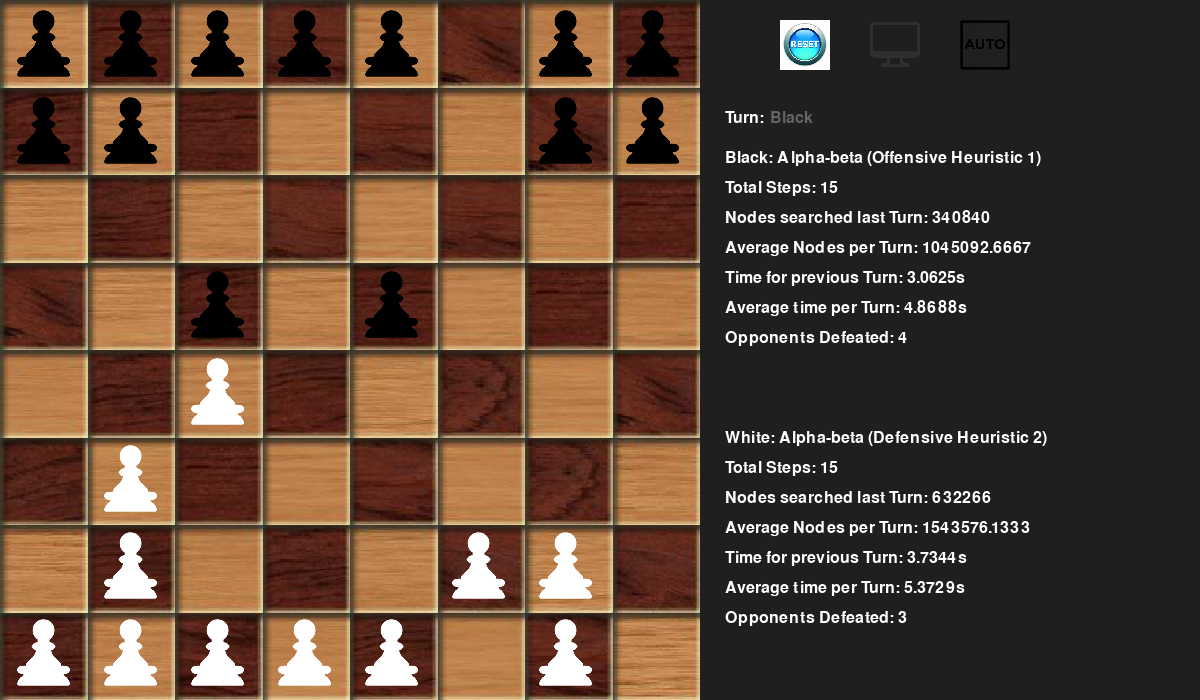 RESET
AUTO
Turn: Black
Black: Alpha-beta (Offensive Heuristic 1)
Total Steps: 15
Nodes searched last Turn: 340840
Average Nodes per Turn: 1045092.6667
Time for previous Turn: 3.0625s
Average time per Turn: 4.8688s
Opponents Defeated: 4
White: Alpha-beta (Defensive Heuristic 2)
Total Steps: 15
Nodes searched last Turn: 632266
Average Nodes per Turn: 1543576.1333
Time for previous Turn: 3.7344s
Average time per Turn: 5.3729s
Opponents Defeated: 3